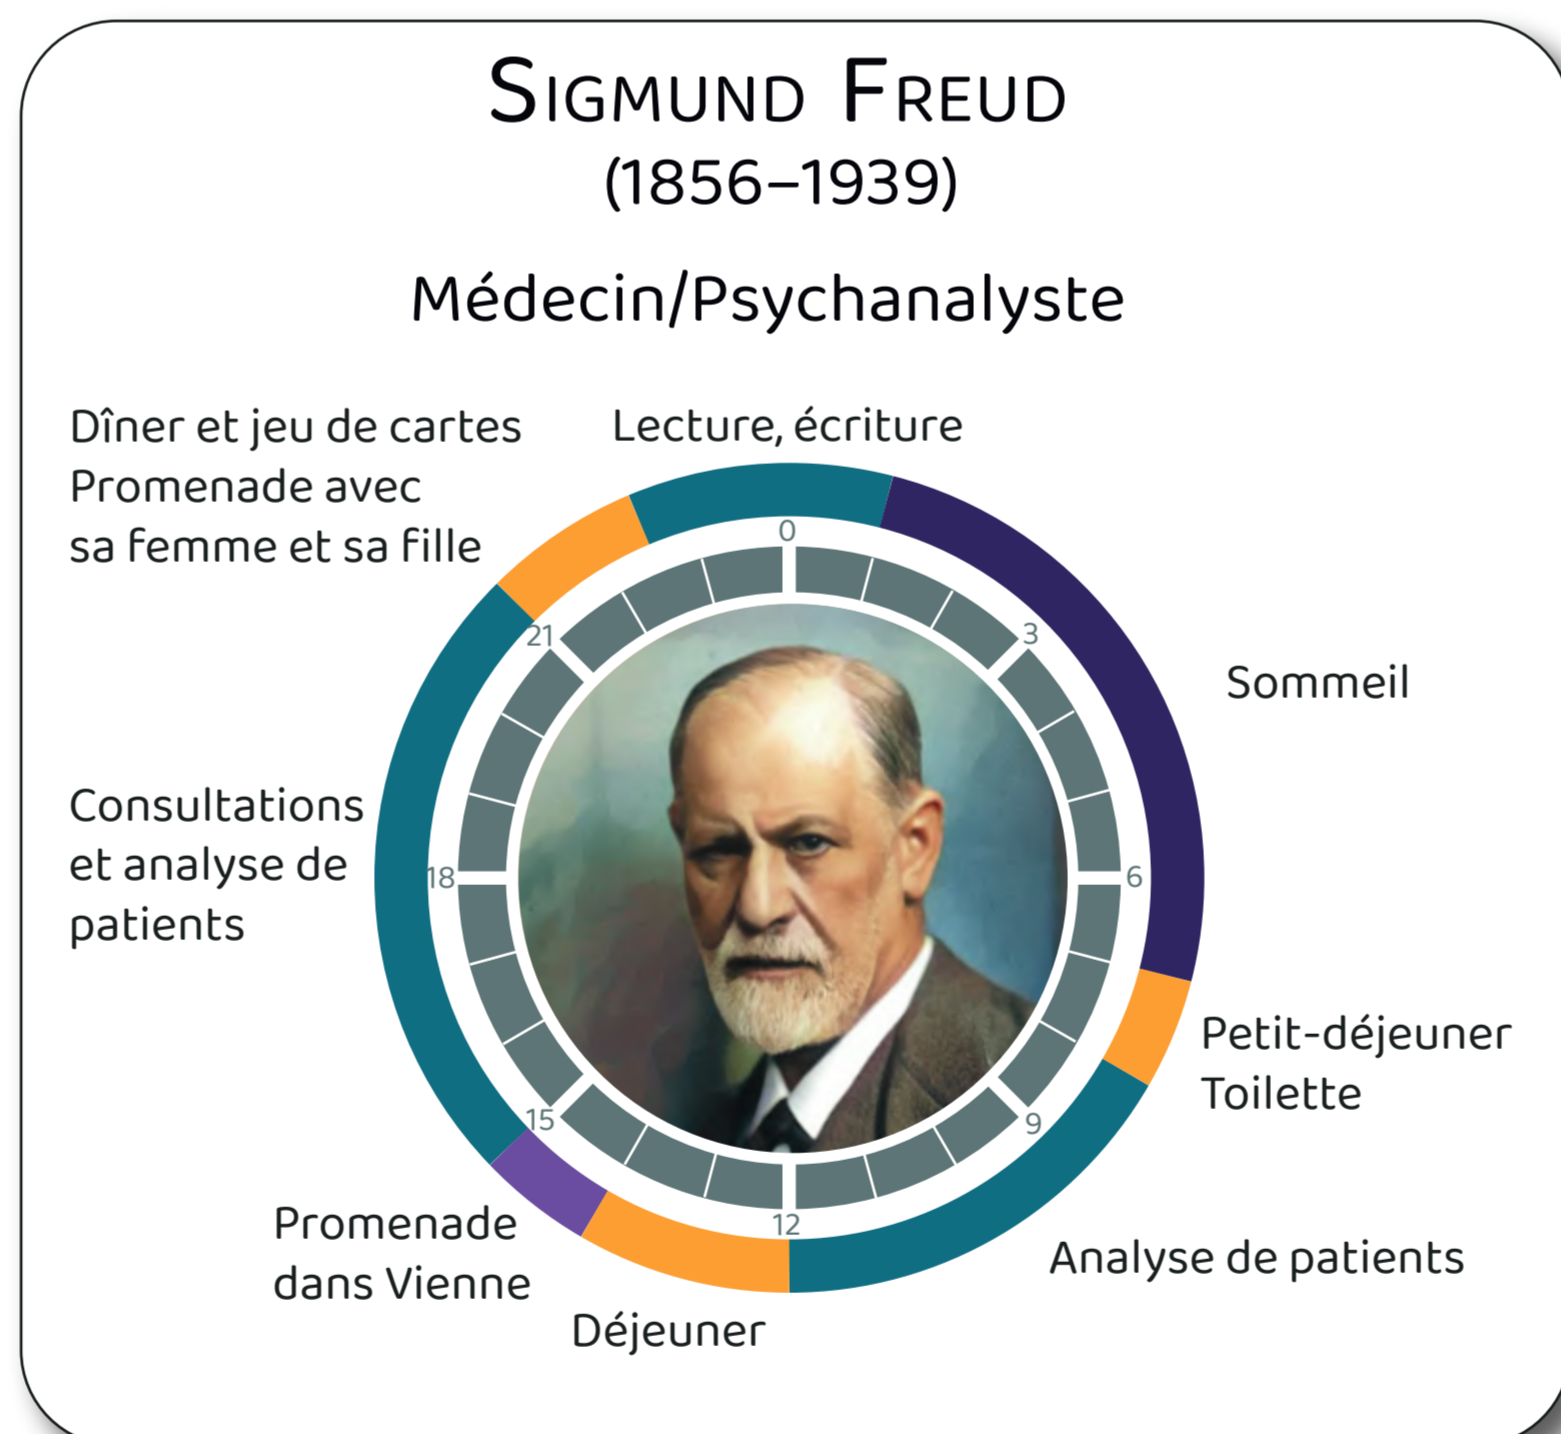 Sigmund Freud
(1856–1939)
Médecin/Psychanalyste
Dîner et jeu de cartes
Promenade avec
sa femme et sa fille
Lecture, écriture
0
3
21
Sommeil
Consultations
et analyse de
patients
18
6
Petit-déjeuner
Toilette
15
9
12
Promenade
dans Vienne
Analyse de patients
Déjeuner